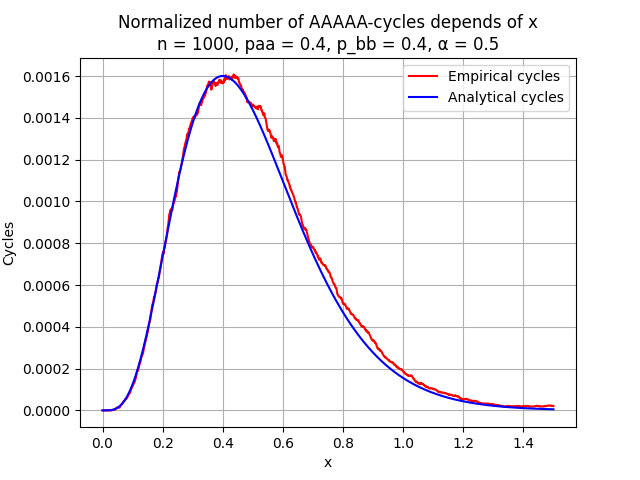 Normalized number of AAAAA-cycles depends of x
n = 1000, paa = 0.4, p_bb = 0.4, α = 0.5
Empirical cycles
Analytical cycles
0.0016
0.0014
0.0012
0.0010
0.0008
0.0006
0.0004
0.0002
0.0000
Cycles
0.0 0.2 0.4 0.6 0.8 1.0 1.2 1.4
x